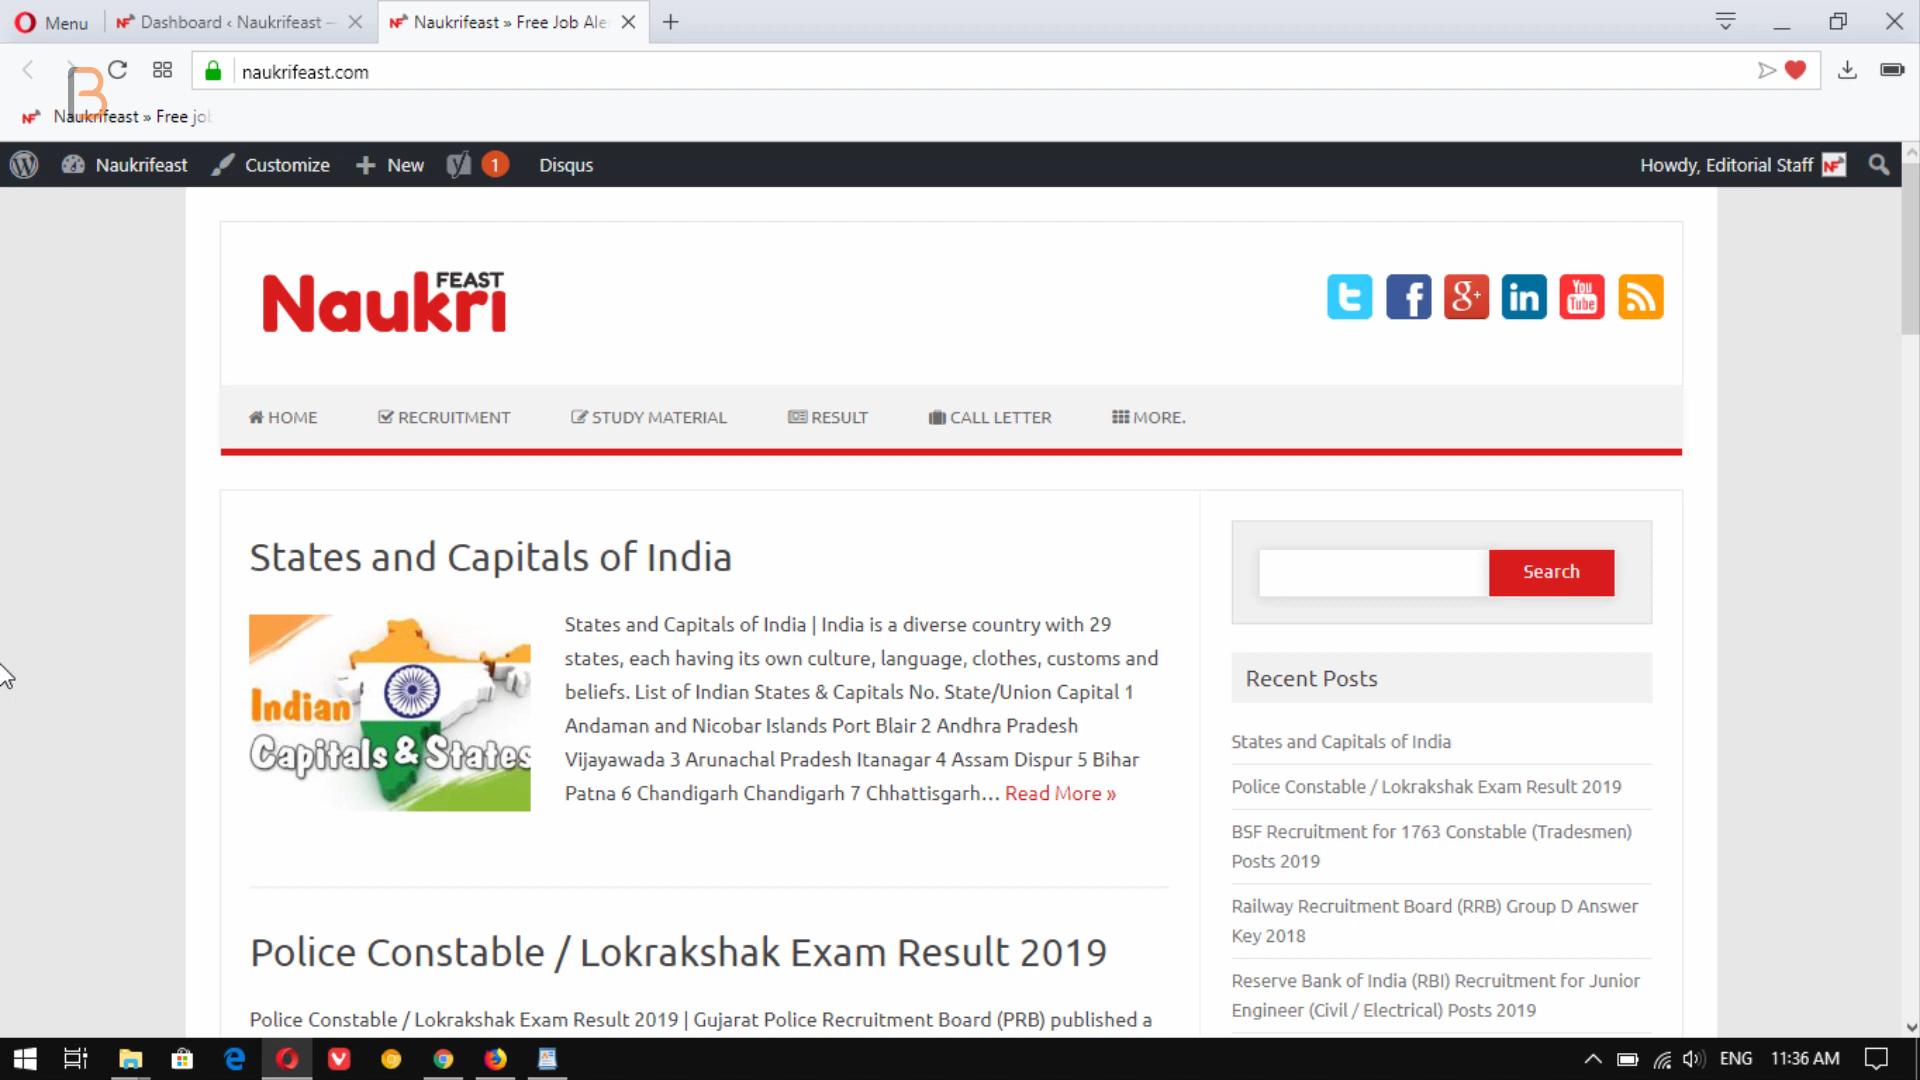 Menu
Dashboard ‹ Naukrifeast —
Naukrifeast » Free Job Ale
naukrifeast.com
B
Naukrifeast » Free job
Naukrifeast
Customize
New
1
Disqus
Howdy, Editorial Staff
Naukri FEAST
You Tube
HOME
RECRUITMENT
STUDY MATERIAL
RESULT
CALL LETTER
MORE.
States and Capitals of India
Indian
Capitals & States
States and Capitals of India | India is a diverse country with 29
states, each having its own culture, language, clothes, customs and
beliefs. List of Indian States & Capitals No. State/Union Capital 1
Andaman and Nicobar Islands Port Blair 2 Andhra Pradesh
Vijayawada 3 Arunachal Pradesh Itanagar 4 Assam Dispur 5 Bihar
Patna 6 Chandigarh Chandigarh 7 Chhattisgarh… Read More »
Police Constable / Lokrakshak Exam Result 2019
Police Constable / Lokrakshak Exam Result 2019 | Gujarat Police Recruitment Board (PRB) published a
Search
Recent Posts
States and Capitals of India
Police Constable / Lokrakshak Exam Result 2019
BSF Recruitment for 1763 Constable (Tradesmen)
Posts 2019
Railway Recruitment Board (RRB) Group D Answer
Key 2018
Reserve Bank of India (RBI) Recruitment for Junior
Engineer (Civil / Electrical) Posts 2019
ENG
11:36 AM